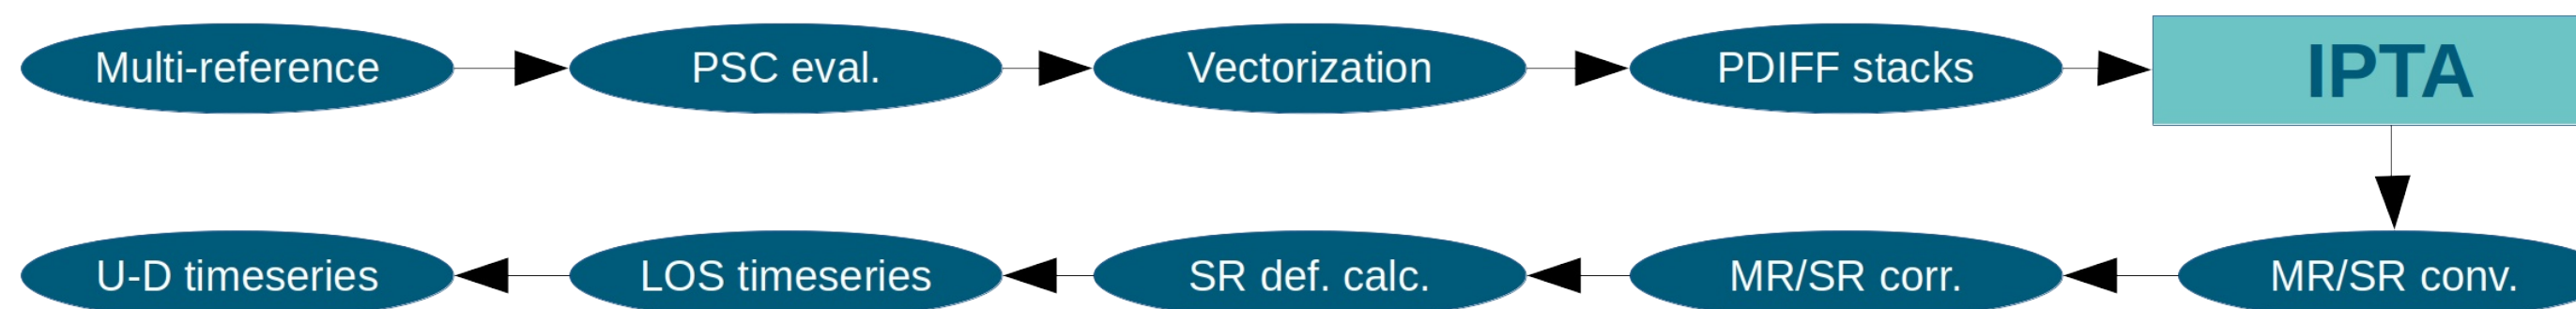 Multi-reference
PSC eval.
Vectorization
PDIFF stacks
IPTA
U-D timeseries
LOS timeseries
SR def. calc.
MR/SR corr.
MR/SR conv.